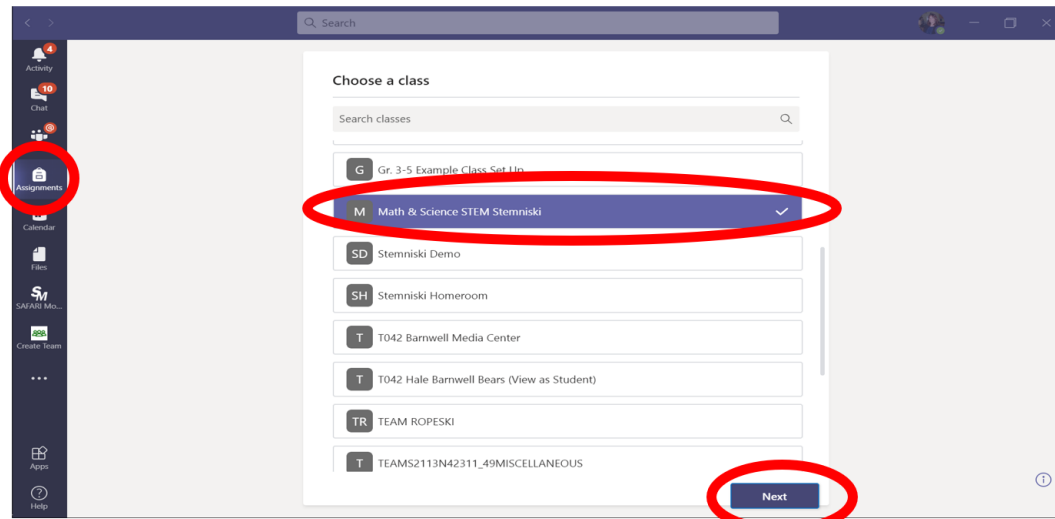 Search
4
Activity
10
Chat
Assignments
Calendar
Files
SM
SAFARI Mo...
Create Team
Apps
Help
Choose a class
Search classes
G Gr. 3-5 Example Class Set Up
M Math & Science STEM Stemniski
SD Stemniski Demo
SH Stemniski Homeroom
T T042 Barnwell Media Center
T T042 Hale Barnwell Bears (View as Student)
TR TEAM ROPESKI
T TEAMS2113N42311_49MISCELLANEOUS
Next